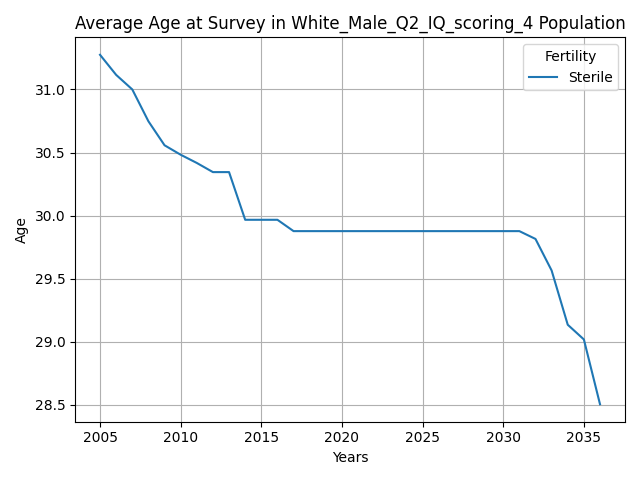 Average Age at Survey in White_Male_Q2_IQ_scoring_4 Population
Fertility
Sterile
31.0
30.5
30.0
29.5
29.0
28.5
Age
2005 2010 2015 2020 2025 2030 2035
Years